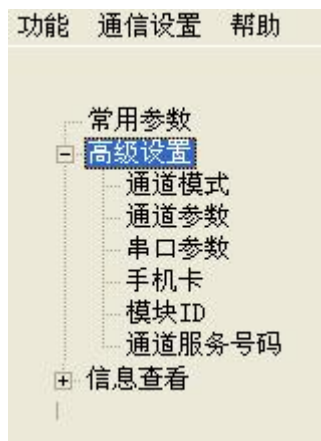 功能 通信设置 帮助
常用参数
高级设置
通道模式
通道参数
串口参数
手机卡
模块ID
通道服务号码
信息查看